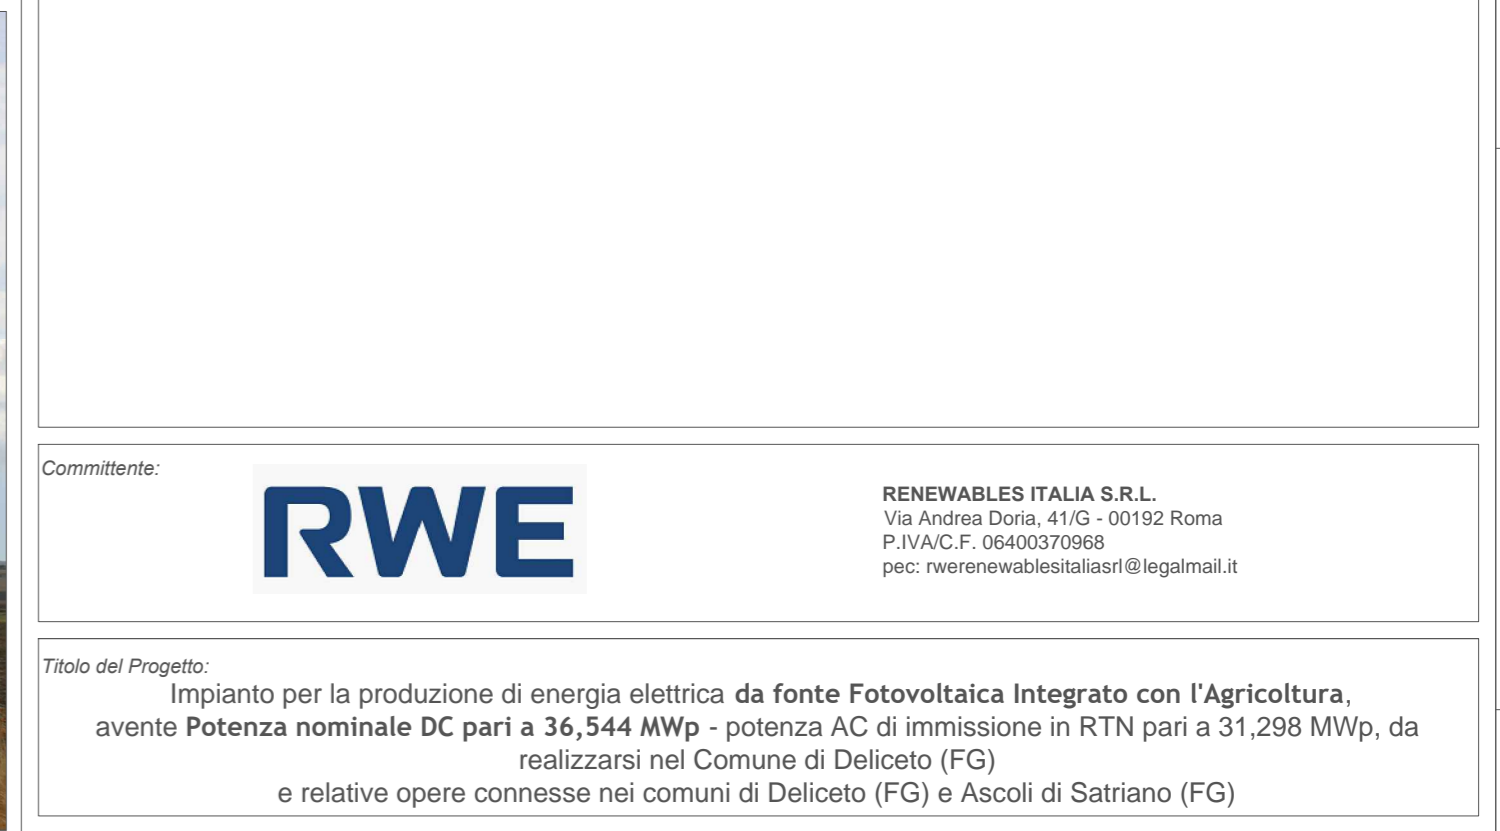 Committente:
RWE
RENEWABLES ITALIA S.R.L.
Via Andrea Doria, 41/G - 00192 Roma
P.IVA/C.F. 06400370968
pec: rwerenewablesitaliasrl@legalmail.it
Titolo del Progetto:
Impianto per la produzione di energia elettrica da fonte Fotovoltaica Integrato con l'Agricoltura,
avente Potenza nominale DC pari a 36,544 MWp - potenza AC di immissione in RTN pari a 31,298 MWp, da
realizzarsi nel Comune di Deliceto (FG)
e relative opere connesse nei comuni di Deliceto (FG) e Ascoli di Satriano (FG)